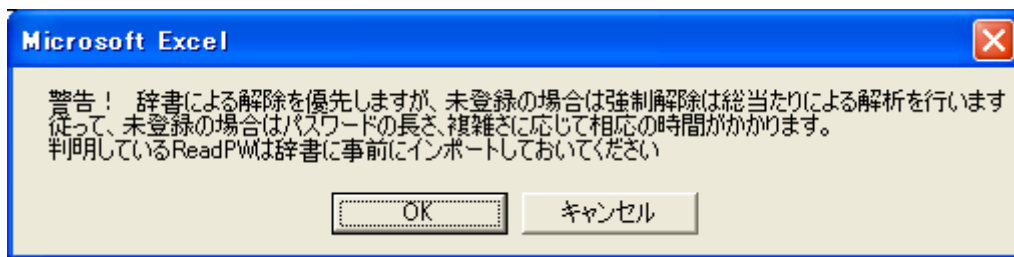 Microsoft Excel
警告！ 辞書による解除を優先しますが、未登録の場合は強制解除は総当たりによる解析を行います
従って、未登録の場合はパスワードの長さ、複雑さに応じて相応の時間がかかります。
判明しているReadPWは辞書に事前にインポートしておいてください
OK キャンセル